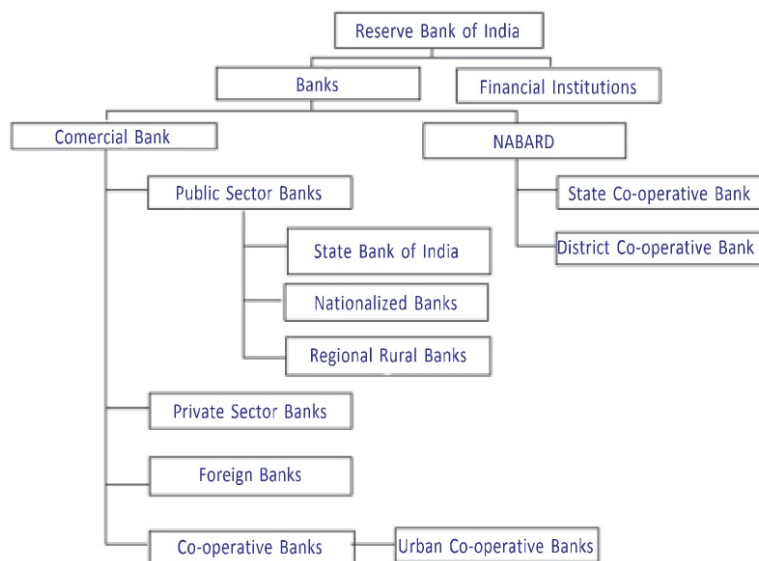 Reserve Bank of India
Banks
Financial Institutions
Comercial Bank
NABARD
Public Sector Banks
State Co-operative Bank
State Bank of India
District Co-operative Bank
Nationalized Banks
Regional Rural Banks
Private Sector Banks
Foreign Banks
Co-operative Banks
Urban Co-operative Banks